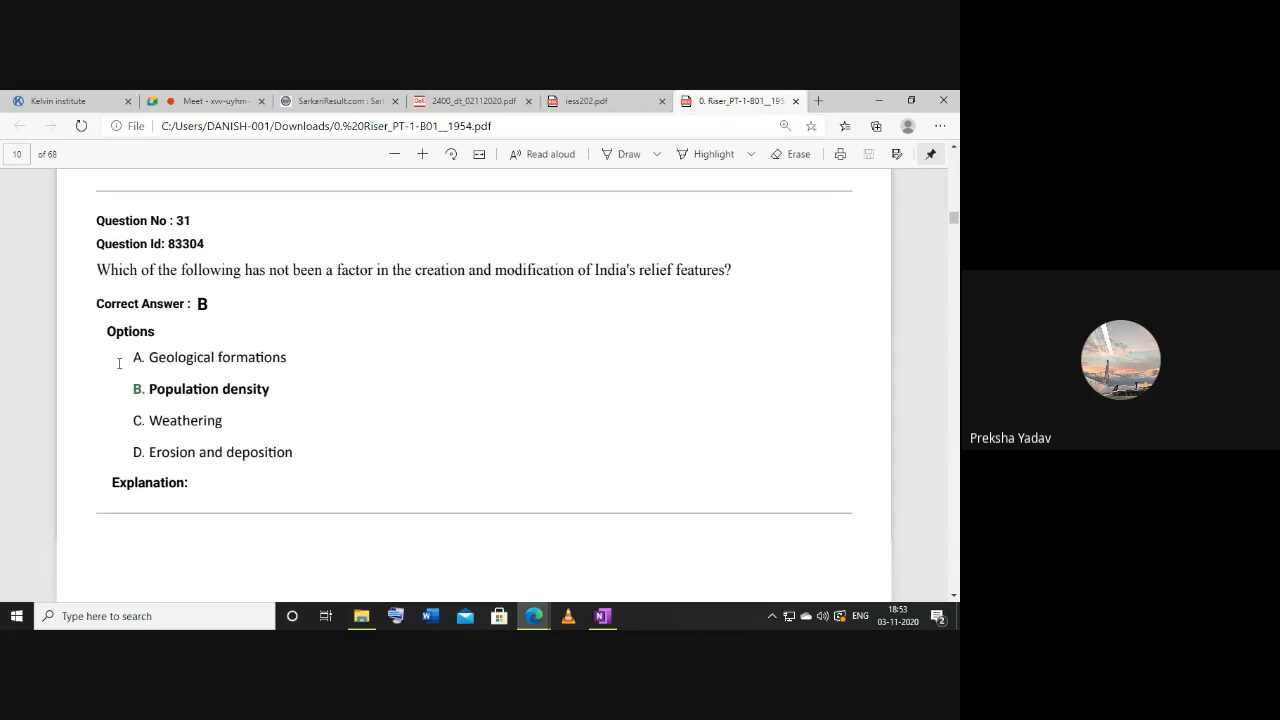 Kelvin institute
Meet - xvv-uyhm-
SarkariResult.com : Sark
2400_dt_02112020.pdf
iess202.pdf
0. Riser_PT-1-B01__195
File
C:/Users/DANISH-001/Downloads/0.%20Riser_PT-1-B01__1954.pdf
10 of 68
Read aloud
Draw
Highlight
Erase
Question No : 31
Question Id: 83304
Which of the following has not been a factor in the creation and modification of India's relief features?
Correct Answer : B
Options
A. Geological formations
B. Population density
C. Weathering
D. Erosion and deposition
Explanation:
Preksha Yadav
Type here to search
ENG
18:53
03-11-2020
2